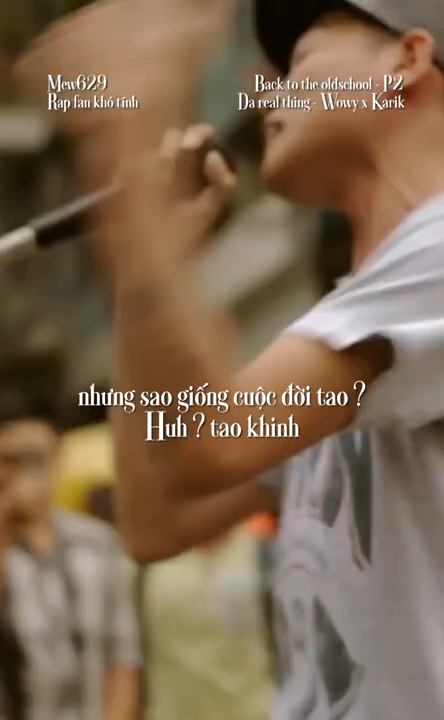 Mew629
Rap fan khó tính
Back to the oldschool - P2
Da real thing - Wowy x Karik
nhưng sao giống cuộc đời tao ?
Huh ? tao khinh